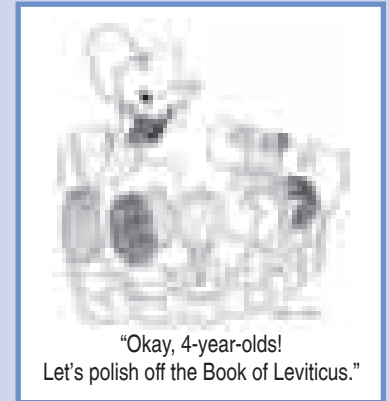 “Okay, 4-year-olds!
Let’s polish off the Book of Leviticus.”